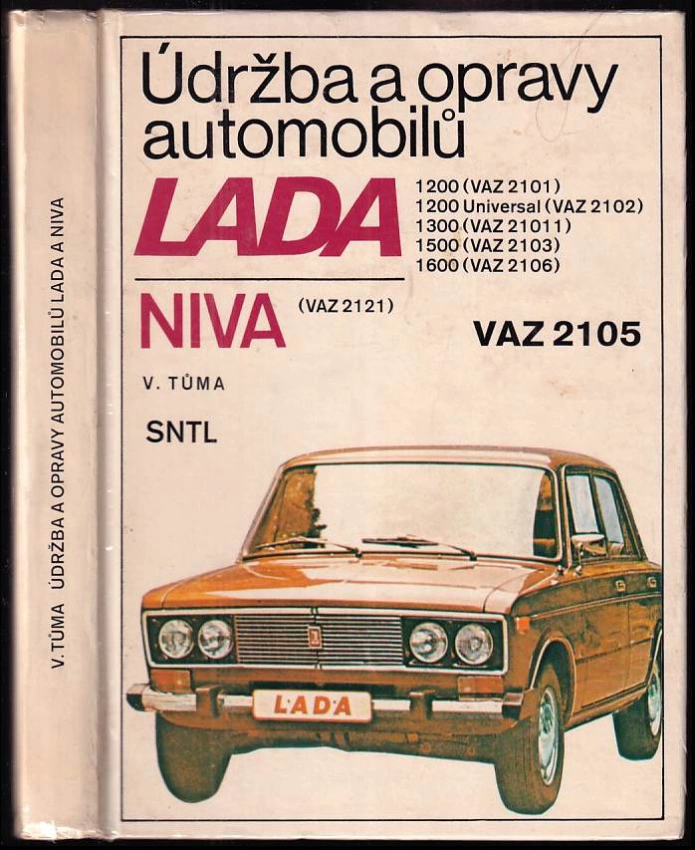 V. TŮMA ÚDRŽBA A OPRAVY AUTOMOBILŮ LADA A NIVA
Údržba a opravy
automobilů
LADA
1200 (VAZ 2101)
1200 Universal (VAZ 2102)
1300 (VAZ 21011)
1500 (VAZ 2103)
1600 (VAZ 2106)
NIVA (VAZ 2121)
VAZ 2105
V. TŮMA
SNTL
L·A·D·A